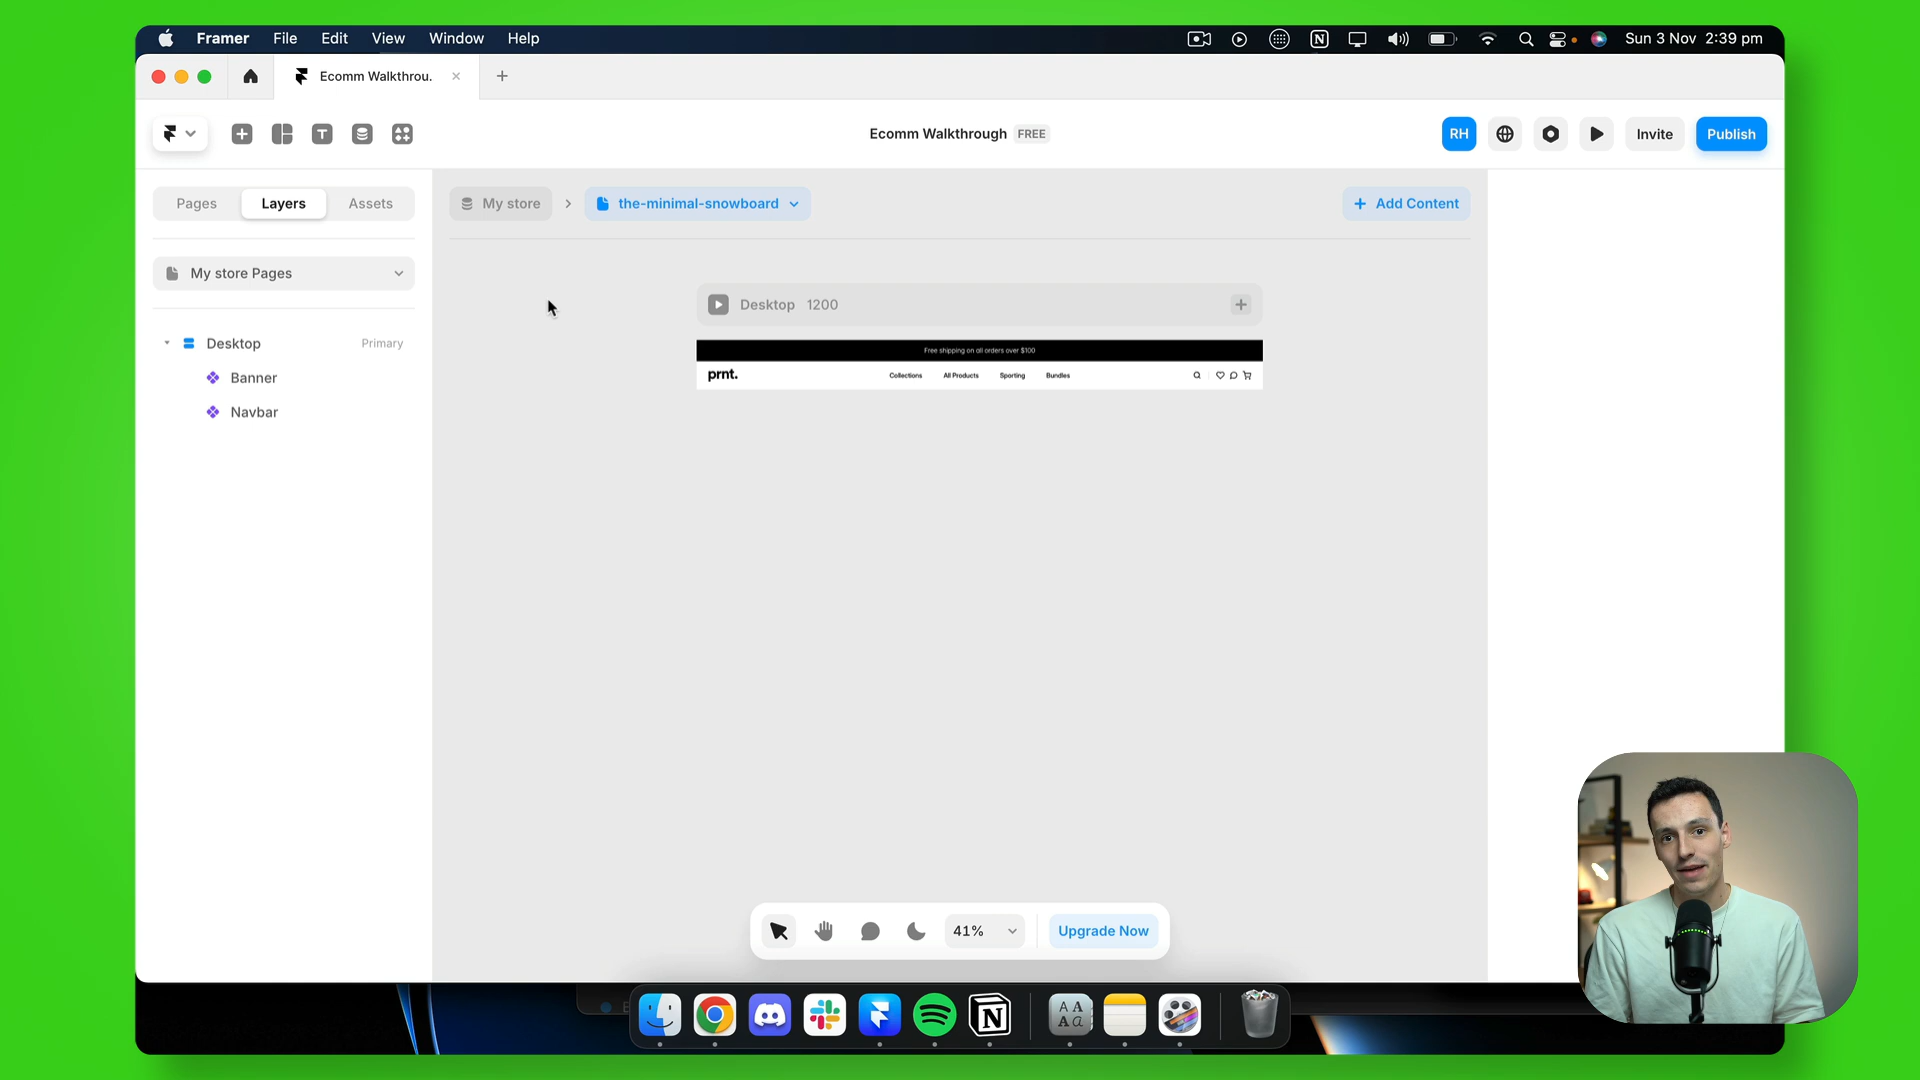 Framer File Edit View Window Help
Sun 3 Nov 2:39 pm
Ecomm Walkthrou.
Ecomm Walkthrough FREE
RH
Invite
Publish
Pages Layers Assets
My store
the-minimal-snowboard
Add Content
My store Pages
Desktop 1200
Desktop Primary
Free shipping on all orders over $100
prnt.
Collections All Products Sporting Bundles
Banner
Navbar
41%
Upgrade Now